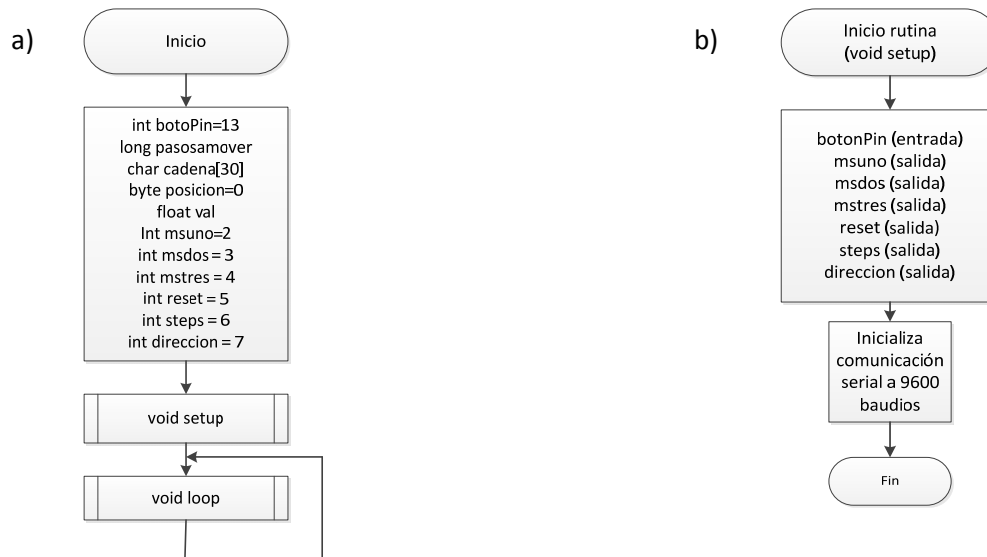 a)
Inicio
int botoPin=13
long pasosamover
char cadena[30]
byte posicion=0
float val
Int msuno=2
int msdos = 3
int mstres = 4
int reset = 5
int steps = 6
int direccion = 7
void setup
void loop
b)
Inicio rutina
(void setup)
botonPin (entrada)
msuno (salida)
msdos (salida)
mstres (salida)
reset (salida)
steps (salida)
direccion (salida)
Inicializa
comunicación
serial a 9600
baudios
Fin